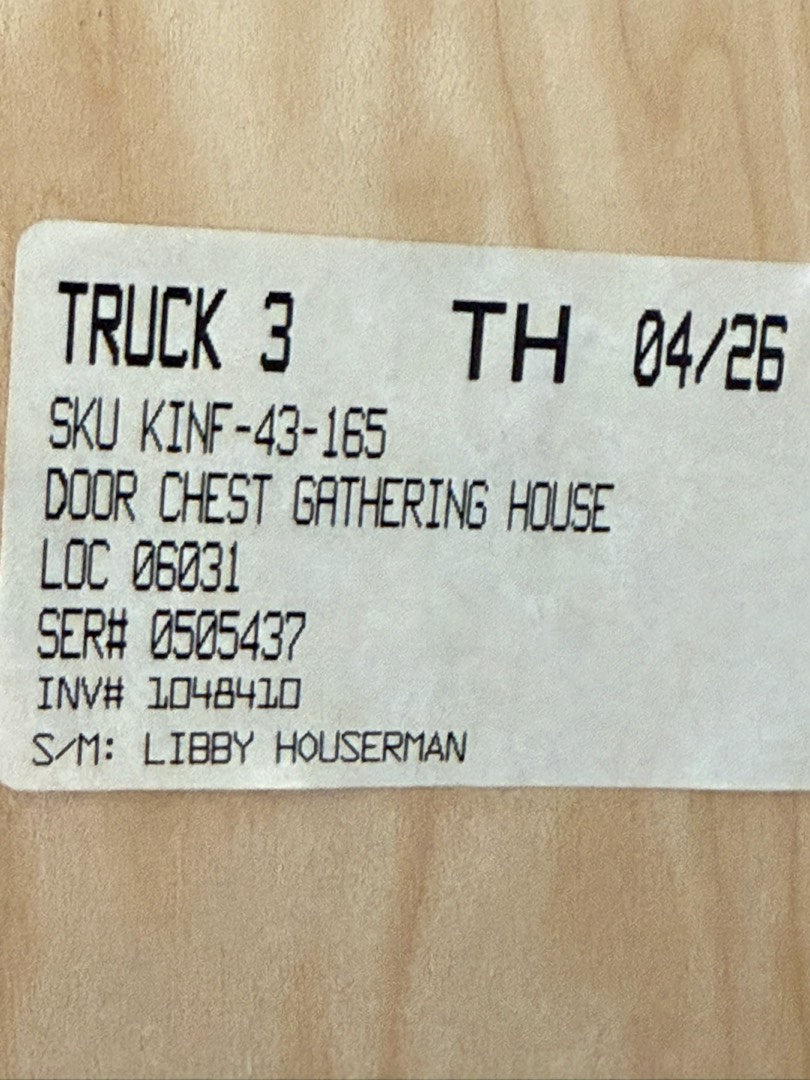 TRUCK 3 TH 04/26
SKU KINF-43-165
DOOR CHEST GATHERING HOUSE
LOC 06031
SER# 0505437
INV# 1048410
S/M: LIBBY HOUSERMAN